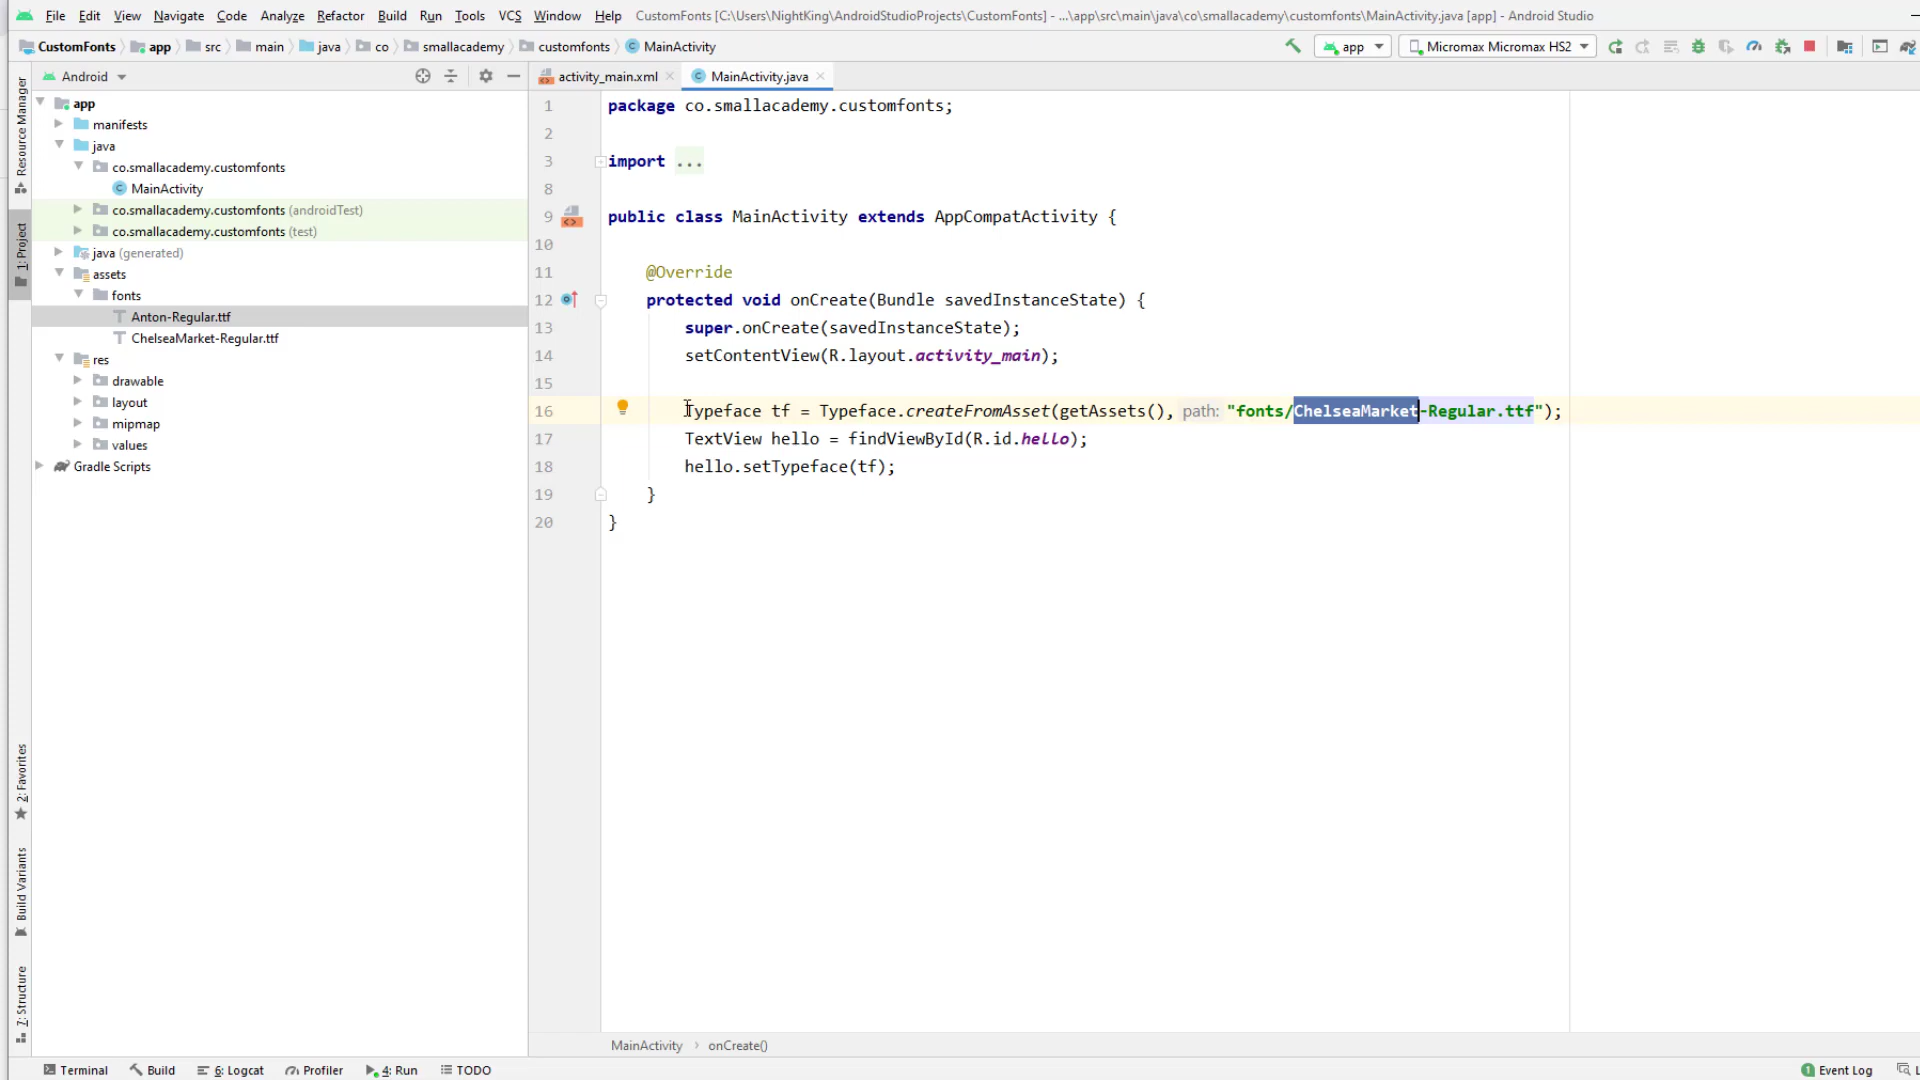 File Edit View Navigate Code Analyze Refactor Build Run Tools VCS Window Help CustomFonts [C:\Users\NightKing\AndroidStudioProjects\CustomFonts] - ...\app\src\main\java\co\smallacademy\customfonts\MainActivity.java [app] - Android Studio
CustomFonts app src main java co smallacademy customfonts MainActivity app Micromax Micromax HS2
Android activity_main.xml MainActivity.java
Resource Manager
1: Project
2: Favorites
Build Variants
7: Structure
app
manifests
java
co.smallacademy.customfonts
MainActivity
co.smallacademy.customfonts (androidTest)
co.smallacademy.customfonts (test)
java (generated)
assets
fonts
Anton-Regular.ttf
ChelseaMarket-Regular.ttf
res
drawable
layout
mipmap
values
Gradle Scripts
1 package co.smallacademy.customfonts;
2
3 import ...
8
9 public class MainActivity extends AppCompatActivity {
10
11 @Override
12 protected void onCreate(Bundle savedInstanceState) {
13 super.onCreate(savedInstanceState);
14 setContentView(R.layout.activity_main);
15
16 Typeface tf = Typeface.createFromAsset(getAssets(), path: "fonts/ChelseaMarket-Regular.ttf");
17 TextView hello = findViewById(R.id.hello);
18 hello.setTypeface(tf);
19 }
20 }
MainActivity › onCreate()
Terminal Build 6: Logcat Profiler 4: Run TODO 1 Event Log L